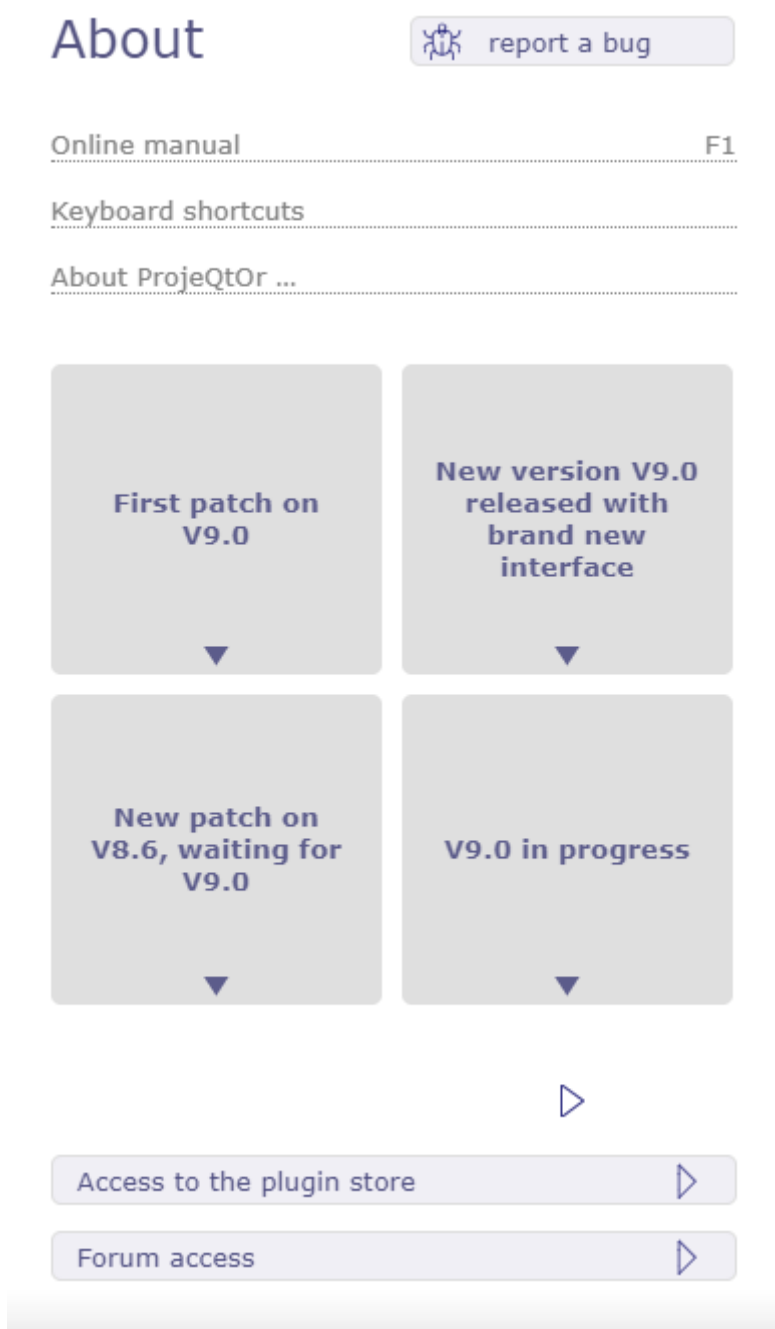 About
report a bug
Online manual F1
Keyboard shortcuts
About ProjeQtOr ...
First patch on
V9.0
New version V9.0
released with
brand new
interface
New patch on
V8.6, waiting for
V9.0
V9.0 in progress
Access to the plugin store
Forum access